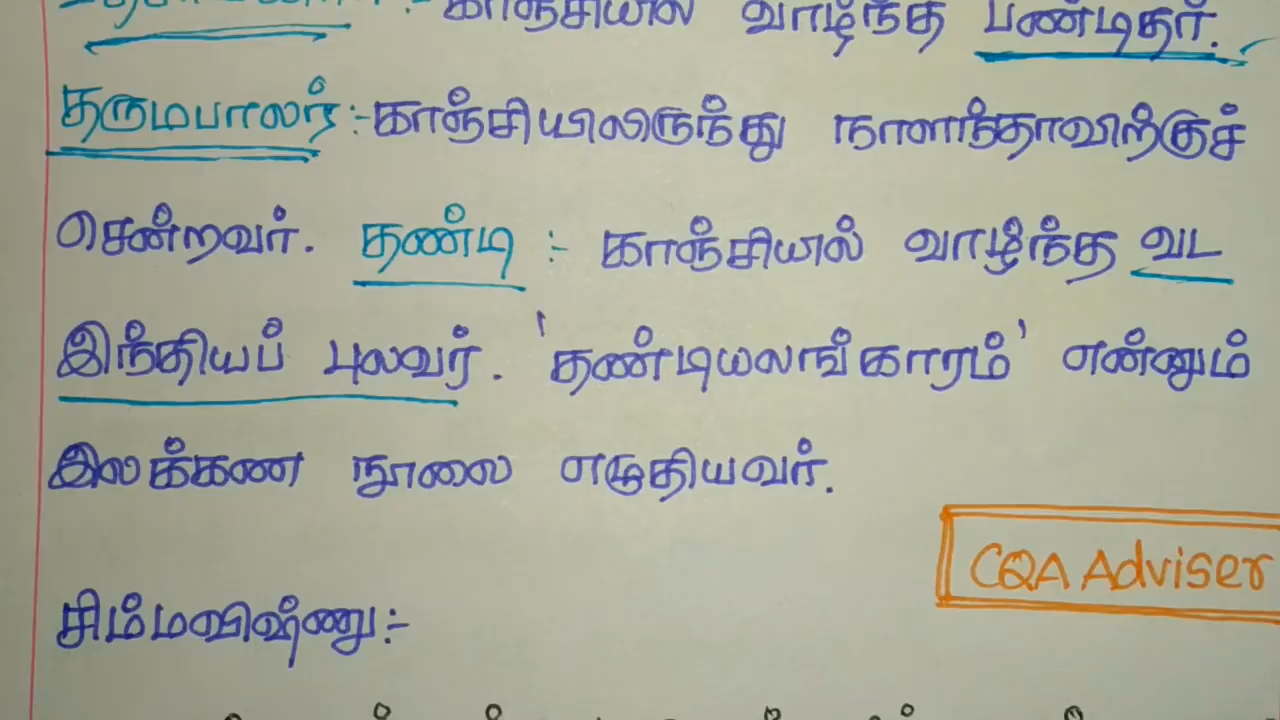 காஞ்சியில் வாழ்ந்த பண்டிதர்.
தருமபாலர்:-காஞ்சியிலிருந்து நாளந்தாவிற்குச்
சென்றவர். தண்டி :- காஞ்சியில் வாழ்ந்த வட
இந்தியப் புலவர். 'தண்டியலங்காரம்' என்னும்
இலக்கண நூலை எழுதியவர்.
CQA Adviser
சிம்மவிஷ்ணு:-